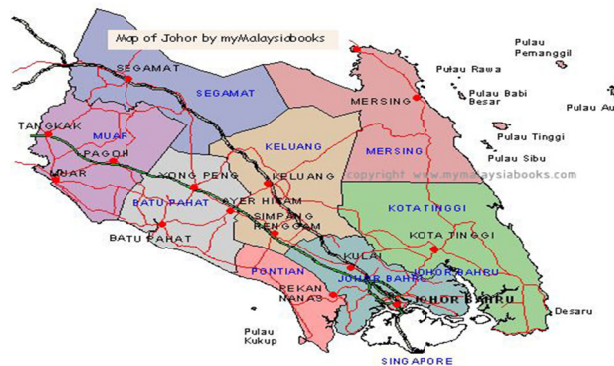 Map of Johor by myMalaysiabooks
Pulau Pemanggil
SEGAMAT
Pulau Rawa
SEGAMAT
MERSING
Pulau Babi Besar
Pulau Au
TANGKAK
MUAR
Pulau Tinggi
KELUANG
MERSING
PAGOH
Pulau Sibu
MUAR
YONG PENG
KELUANG
copyright www.mymalaysiabooks.com
BATU PAHAT
AYER HITAM
KOTA TINGGI
SIMPANG RENGGAM
BATU PAHAT
KOTA TINGGI
KULAI
PONTIAN
JOHOR BAHRU
JOHOR BAHRU
PEKAN NANAS
JOHOR BAHRU
Desaru
Pulau Kukup
SINGAPORE